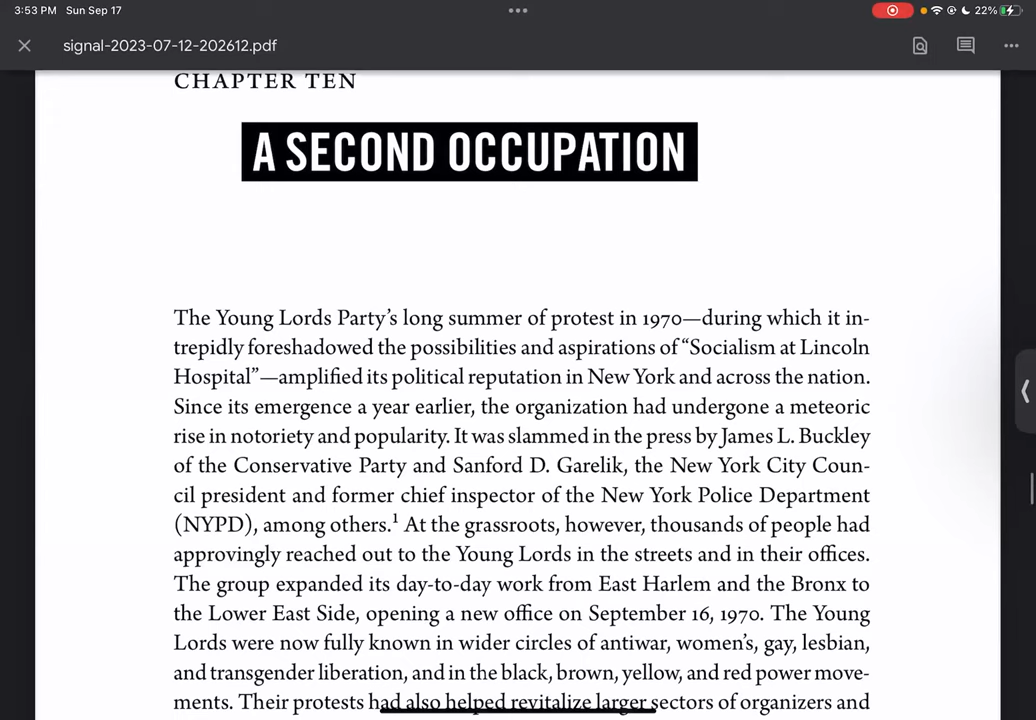 3:53 PM Sun Sep 17
22%
signal-2023-07-12-202612.pdf
CHAPTER TEN
A SECOND OCCUPATION
The Young Lords Party’s long summer of protest in 1970—during which it in-
trepidly foreshadowed the possibilities and aspirations of “Socialism at Lincoln
Hospital”—amplified its political reputation in New York and across the nation.
Since its emergence a year earlier, the organization had undergone a meteoric
rise in notoriety and popularity. It was slammed in the press by James L. Buckley
of the Conservative Party and Sanford D. Garelik, the New York City Coun-
cil president and former chief inspector of the New York Police Department
(NYPD), among others.1 At the grassroots, however, thousands of people had
approvingly reached out to the Young Lords in the streets and in their offices.
The group expanded its day-to-day work from East Harlem and the Bronx to
the Lower East Side, opening a new office on September 16, 1970. The Young
Lords were now fully known in wider circles of antiwar, women’s, gay, lesbian,
and transgender liberation, and in the black, brown, yellow, and red power move-
ments. Their protests had also helped revitalize larger sectors of organizers and